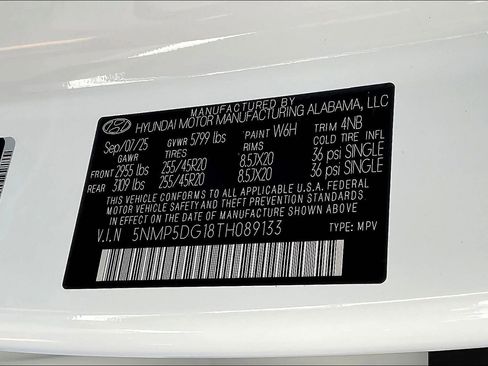 MANUFACTURED BY
HYUNDAI MOTOR MANUFACTURING ALABAMA, LLC
Sep/07/25 GVWR 5799 lbs PAINT W6H TRIM 4NB
GAWR TIRES RIMS COLD TIRE INFL
FRONT 2955 lbs 255/45R20 8.5JX20 36 psi SINGLE
REAR 3109 lbs 255/45R20 8.5JX20 36 psi SINGLE
THIS VEHICLE CONFORMS TO ALL APPLICABLE U.S.A. FEDERAL
MOTOR VEHICLE SAFETY AND THEFT PREVENTION STANDARDS IN
EFFECT ON THE DATE OF MANUFACTURE SHOWN ABOVE.
V.I.N 5NMP5DG18TH089133 TYPE: MPV